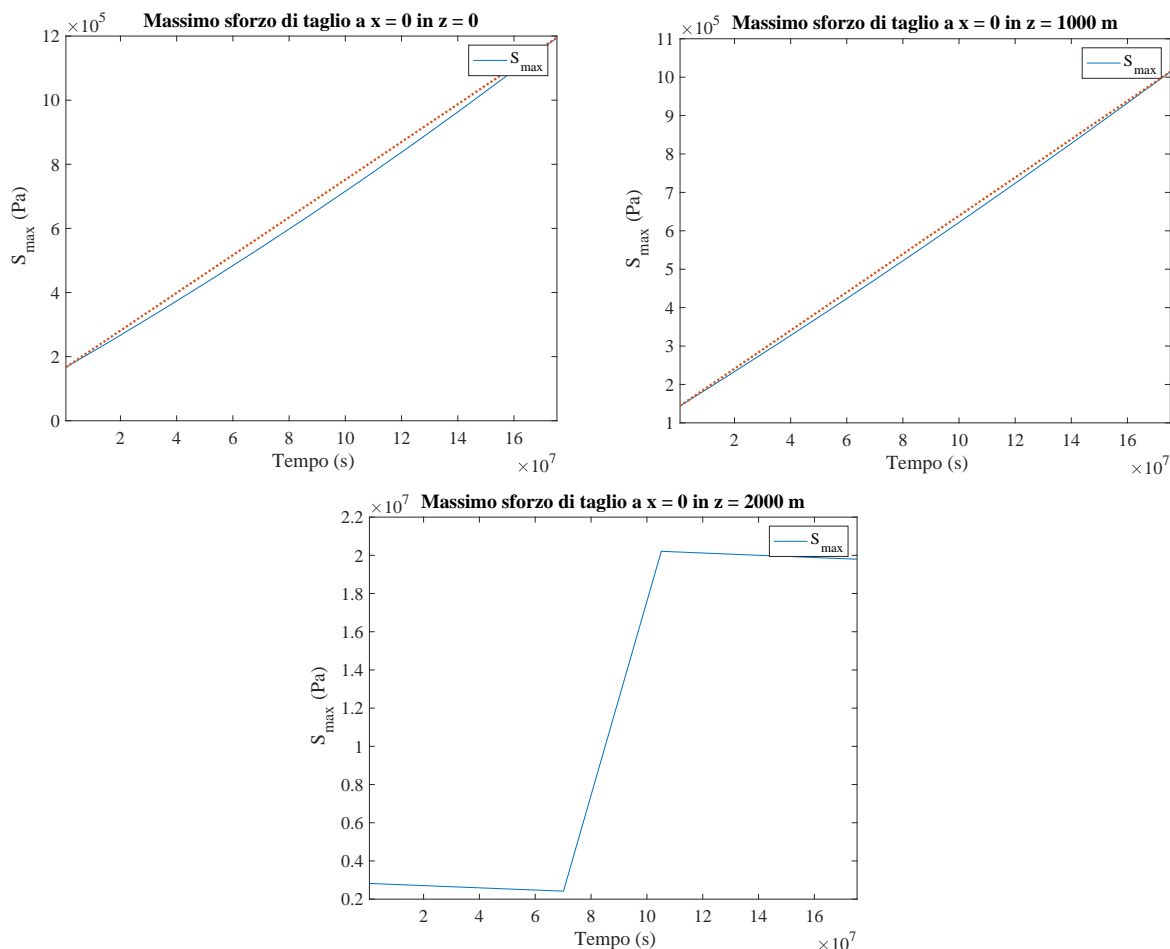 Massimo sforzo di taglio a x = 0 in z = 0
×10^5
12
10
8
6
4
2
0
S_max (Pa)
S_max
2 4 6 8 10 12 14 16
Tempo (s)
×10^7
Massimo sforzo di taglio a x = 0 in z = 1000 m
×10^5
11
10
9
8
7
6
5
4
3
2
1
S_max (Pa)
S_max
2 4 6 8 10 12 14 16
Tempo (s)
×10^7
Massimo sforzo di taglio a x = 0 in z = 2000 m
×10^7
2.2
2
1.8
1.6
1.4
1.2
1
0.8
0.6
0.4
0.2
S_max (Pa)
S_max
2 4 6 8 10 12 14 16
Tempo (s)
×10^7